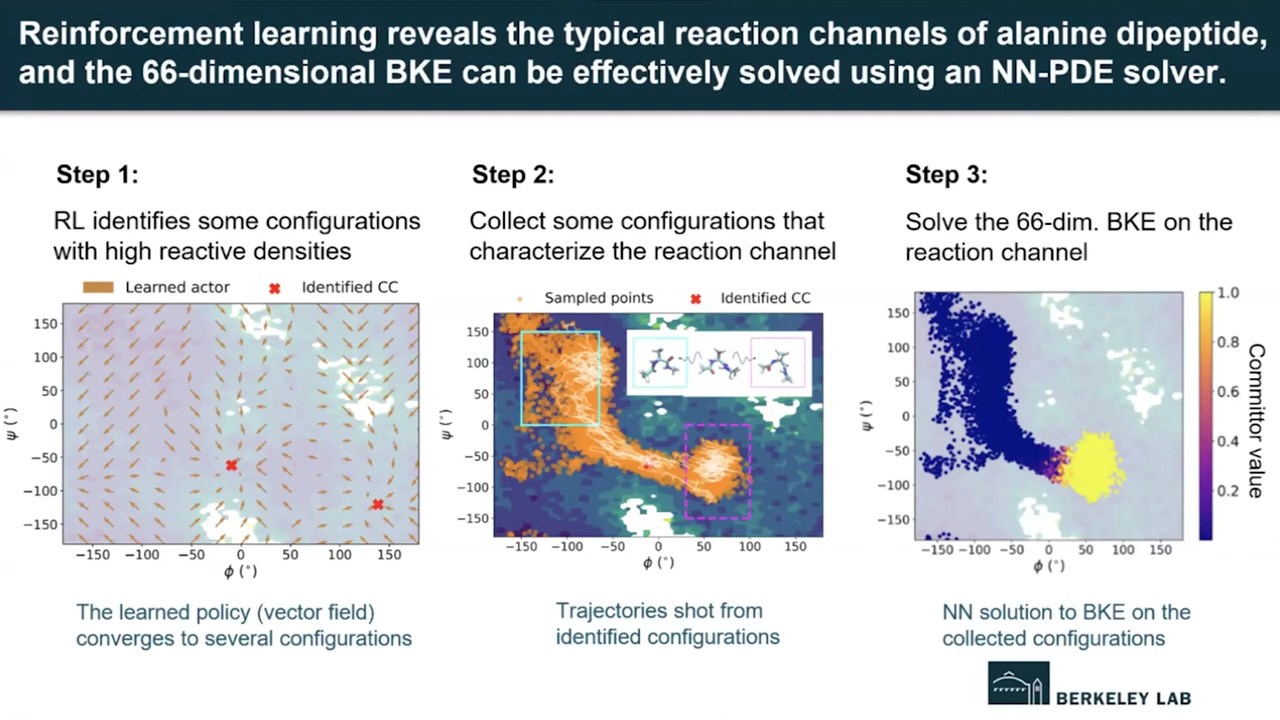 Reinforcement learning reveals the typical reaction channels of alanine dipeptide,
and the 66-dimensional BKE can be effectively solved using an NN-PDE solver.
Step 1:
RL identifies some configurations
with high reactive densities
Learned actor
Identified CC
150
100
50
0
−50
−100
−150
ψ (°)
−150 −100 −50 0 50 100 150
ϕ (°)
The learned policy (vector field)
converges to several configurations
Step 2:
Collect some configurations that
characterize the reaction channel
Sampled points
Identified CC
150
100
50
0
−50
−100
−150
ψ (°)
−150 −100 −50 0 50 100 150
ϕ (°)
Trajectories shot from
identified configurations
Step 3:
Solve the 66-dim. BKE on the
reaction channel
150
100
50
0
−50
−100
−150
ψ (°)
−150 −100 −50 0 50 100 150
ϕ (°)
1.0
0.8
0.6
0.4
0.2
Committor value
NN solution to BKE on the
collected configurations
BERKELEY LAB